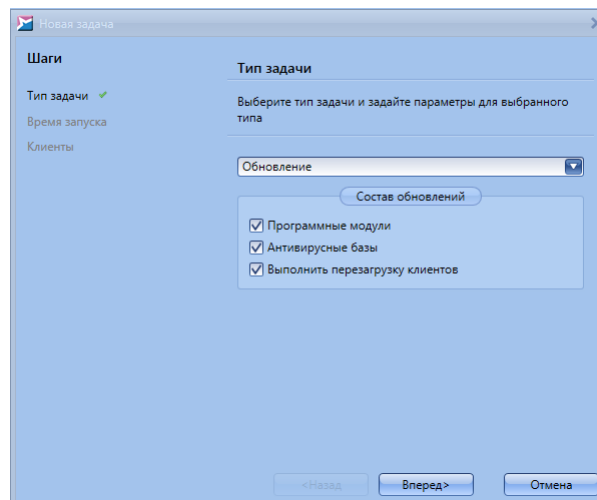 Новая задача
Шаги
Тип задачи
Время запуска
Клиенты
Тип задачи
Выберите тип задачи и задайте параметры для выбранного
типа
Обновление
Состав обновлений
Программные модули
Антивирусные базы
Выполнить перезагрузку клиентов
<Назад
Вперед>
Отмена